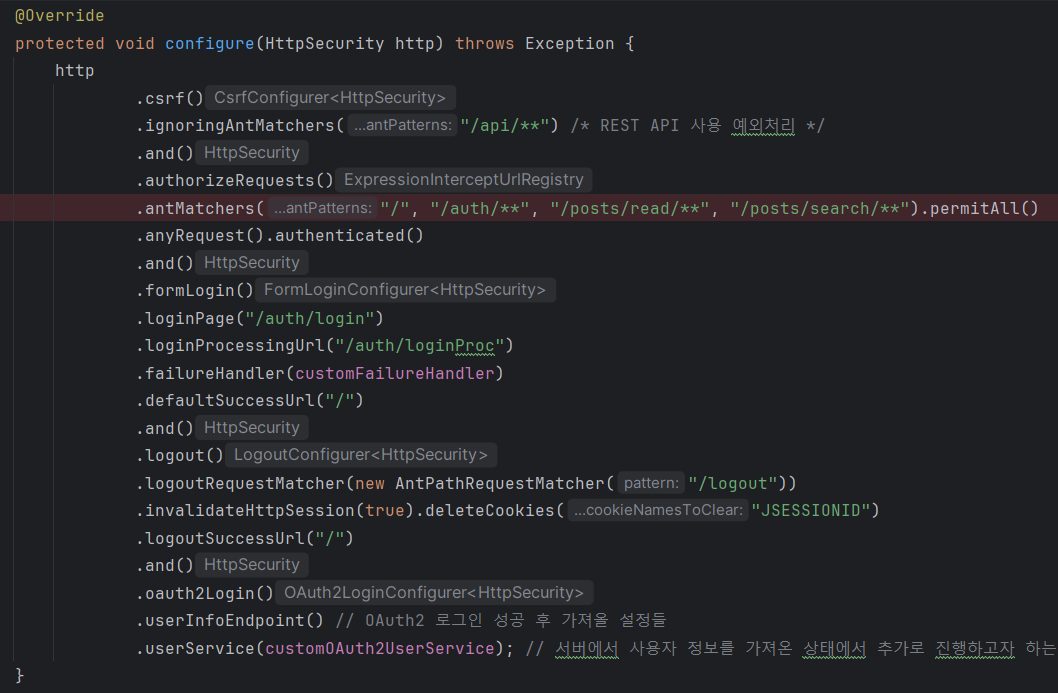 @Override
protected void configure(HttpSecurity http) throws Exception {
http
.csrf() CsrfConfigurer<HttpSecurity>
.ignoringAntMatchers( ...antPatterns: "/api/**") /* REST API 사용 예외처리 */
.and() HttpSecurity
.authorizeRequests() ExpressionInterceptUrlRegistry
.antMatchers( ...antPatterns: "/", "/auth/**", "/posts/read/**", "/posts/search/**").permitAll()
.anyRequest().authenticated()
.and() HttpSecurity
.formLogin() FormLoginConfigurer<HttpSecurity>
.loginPage("/auth/login")
.loginProcessingUrl("/auth/loginProc")
.failureHandler(customFailureHandler)
.defaultSuccessUrl("/")
.and() HttpSecurity
.logout() LogoutConfigurer<HttpSecurity>
.logoutRequestMatcher(new AntPathRequestMatcher( pattern: "/logout"))
.invalidateHttpSession(true).deleteCookies( ...cookieNamesToClear: "JSESSIONID")
.logoutSuccessUrl("/")
.and() HttpSecurity
.oauth2Login() OAuth2LoginConfigurer<HttpSecurity>
.userInfoEndpoint() // OAuth2 로그인 성공 후 가져올 설정들
.userService(customOAuth2UserService); // 서버에서 사용자 정보를 가져온 상태에서 추가로 진행하고자 하는
}